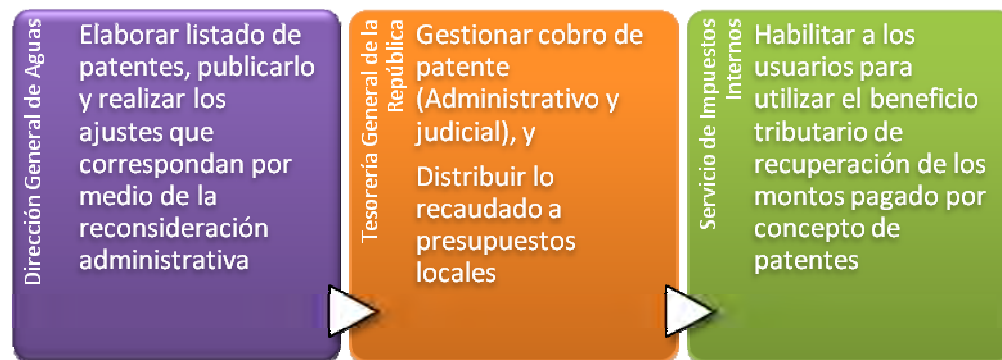 Dirección General de Aguas
Elaborar listado de
patentes, publicarlo
y realizar los
ajustes que
correspondan por
medio de la
reconsideración
administrativa
Tesorería General de la
República
Gestionar cobro de
patente
(Administrativo y
judicial), y
Distribuir lo
recaudado a
presupuestos
locales
Servicio de Impuestos
Internos
Habilitar a los
usuarios para
utilizar el beneficio
tributario de
recuperación de los
montos pagado por
concepto de
patentes